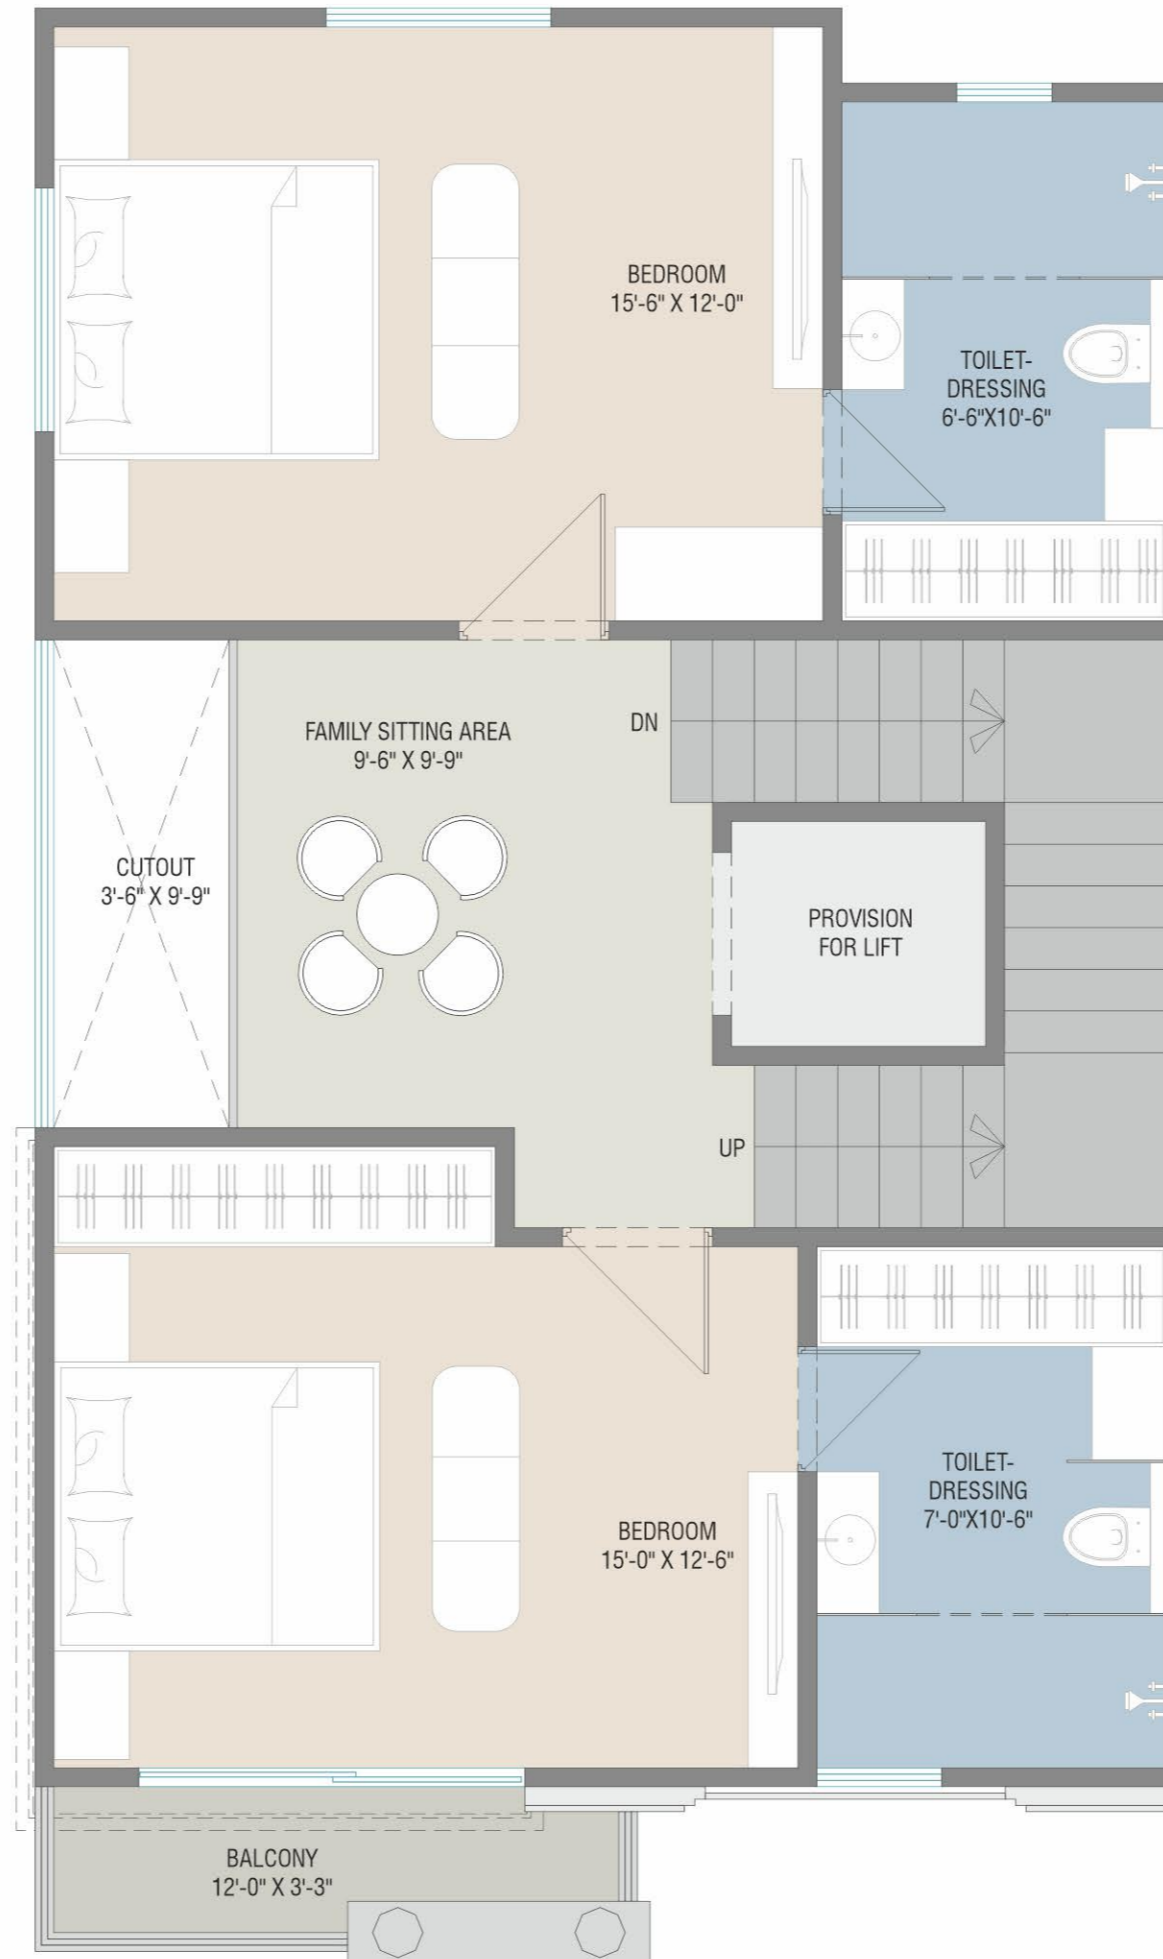 BEDROOM
15'-6" X 12'-0"
TOILET-
DRESSING
6'-6"X10'-6"
FAMILY SITTING AREA
9'-6" X 9'-9"
DN
CUTOUT
3'-6" X 9'-9"
PROVISION
FOR LIFT
UP
TOILET-
DRESSING
7'-0"X10'-6"
BEDROOM
15'-0" X 12'-6"
BALCONY
12'-0" X 3'-3"